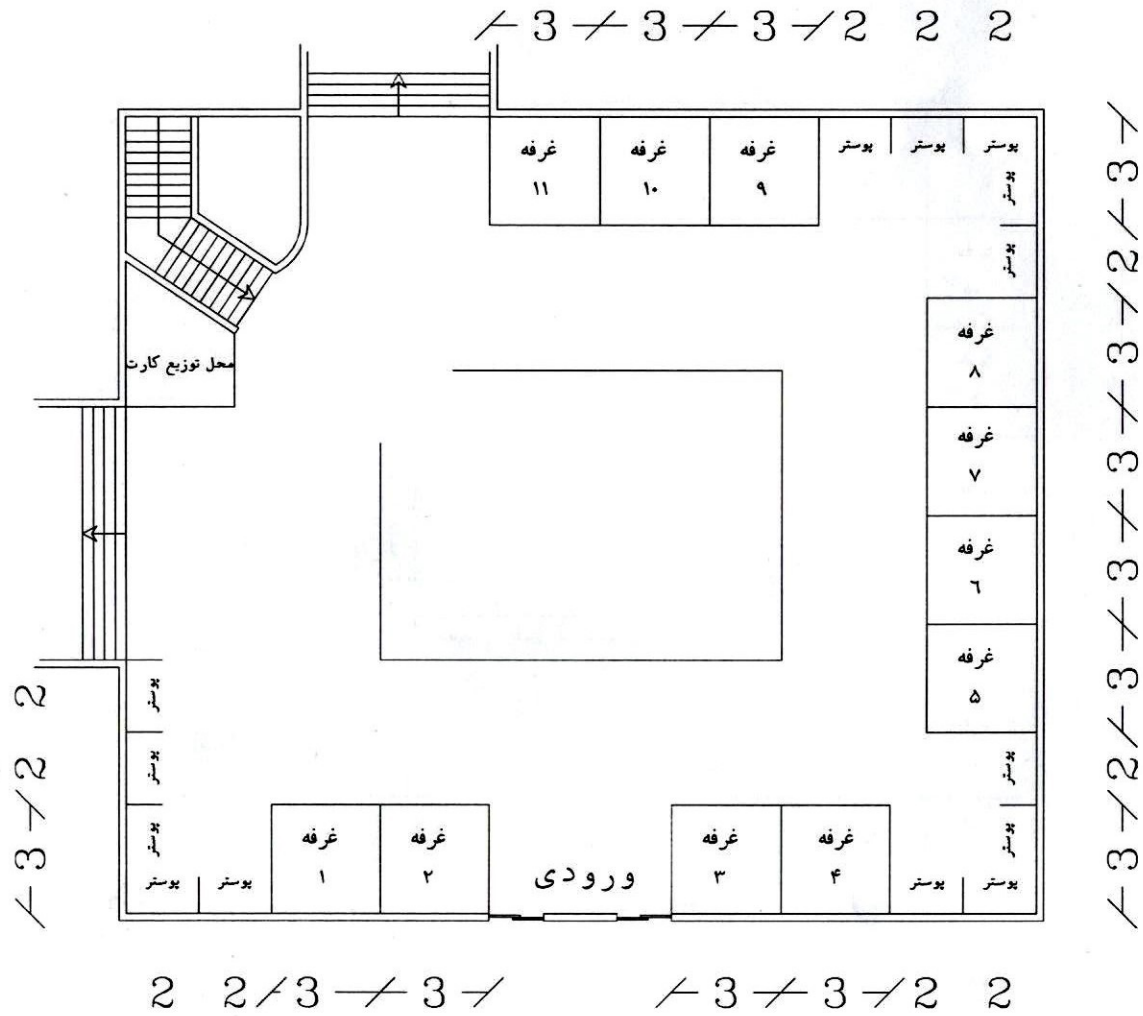 3 3 3 2 2 2
غرفه
۱۱
غرفه
۱۰
غرفه
۹
پوستر
پوستر
پوستر
پوستر
پوستر
3
2
3
3
3
3
2
3
غرفه
۸
غرفه
۷
غرفه
۶
غرفه
۵
محل توزیع کارت
2
2
3
پوستر
پوستر
پوستر
پوستر
پوستر
غرفه
۱
غرفه
۲
ورودی
غرفه
۳
غرفه
۴
پوستر
پوستر
پوستر
پوستر
2 2 3 3 3 3 2 2